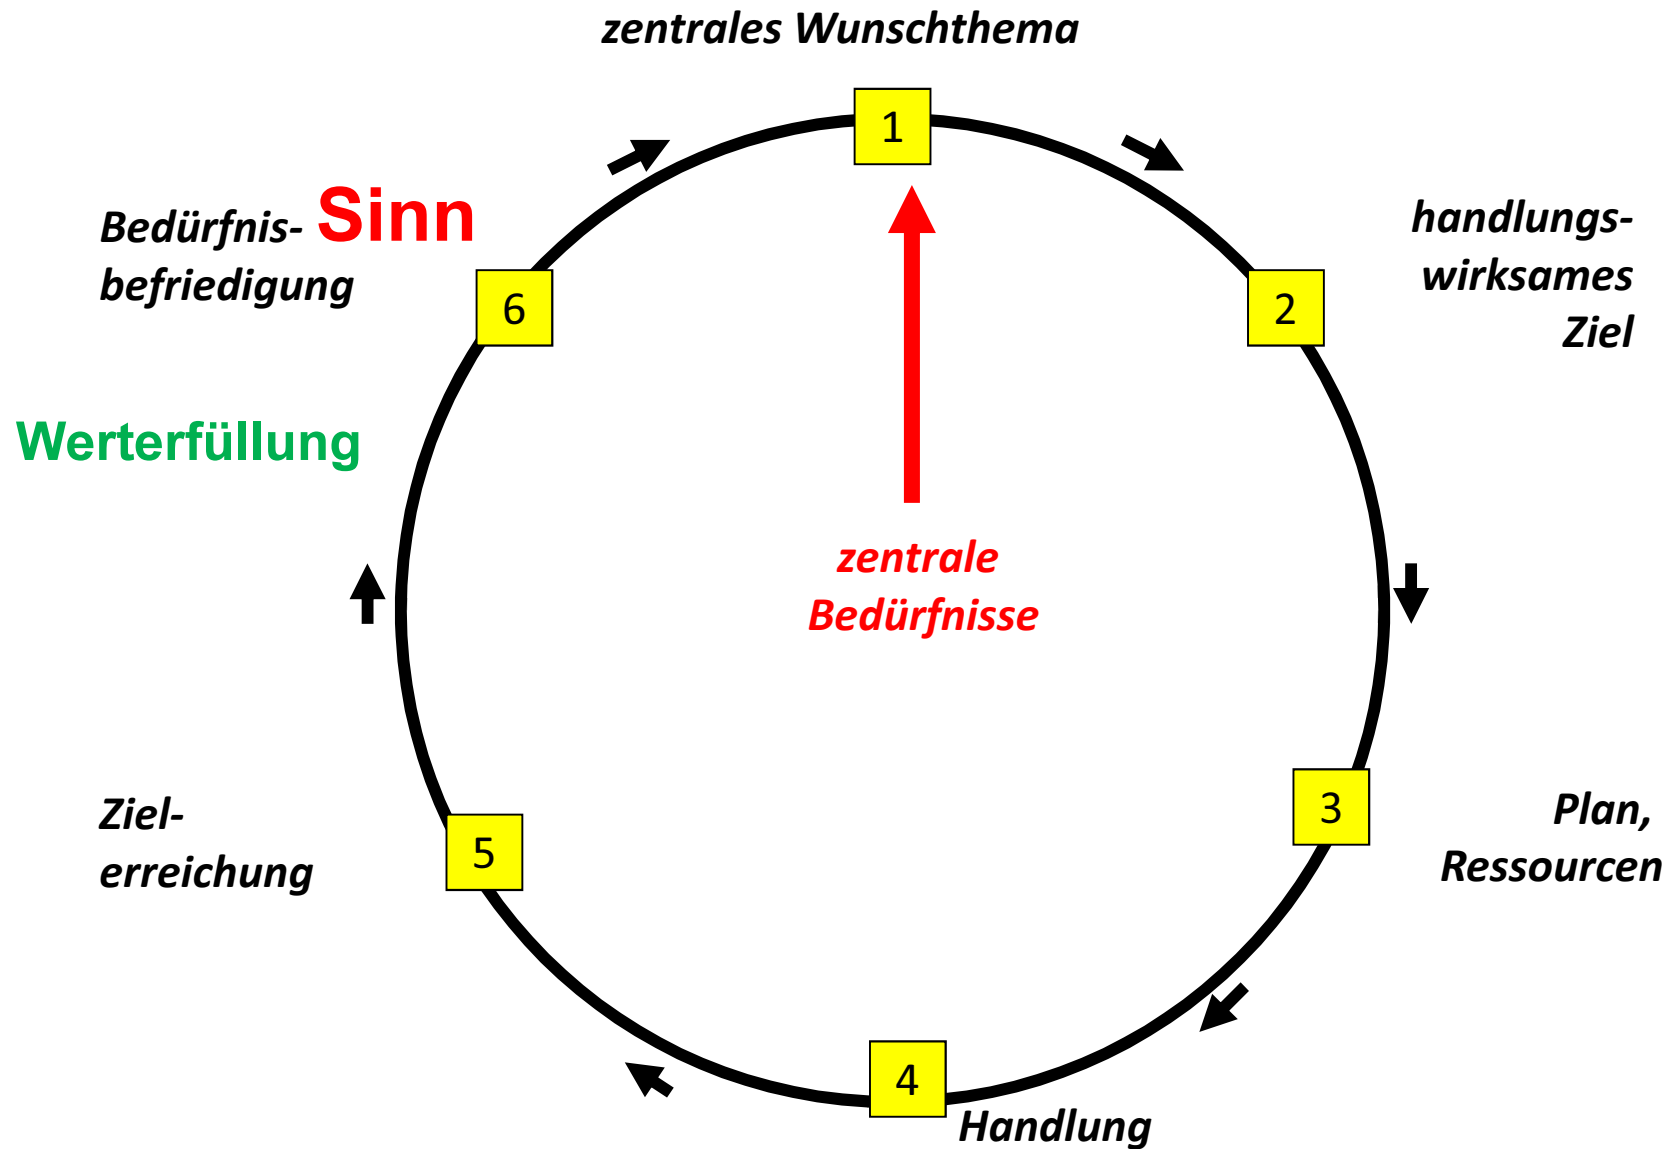 zentrales Wunschthema
1
handlungs-
wirksames
Ziel
2
Plan,
Ressourcen
3
4
Handlung
Ziel-
erreichung
5
Werterfüllung
Bedürfnis- Sinn
befriedigung
6
zentrale
Bedürfnisse